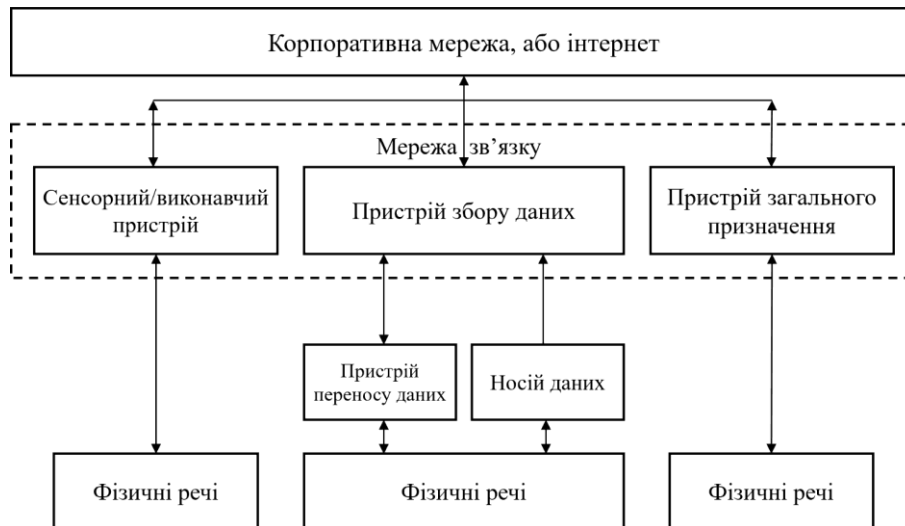 Корпоративна мережа, або інтернет
Мережа зв’язку
Сенсорний/виконавчий
пристрій
Пристрій збору даних
Пристрій загального
призначення
Пристрій
переносу даних
Носій даних
Фізичні речі
Фізичні речі
Фізичні речі